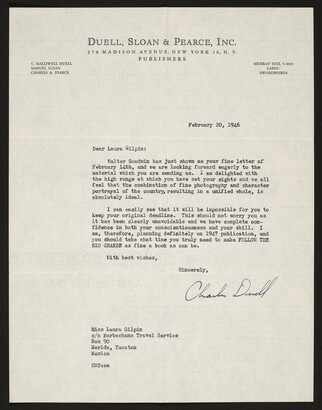 DUELL, SLOAN & PEARCE, INC.
270 MADISON AVENUE, NEW YORK 16, N. Y.
PUBLISHERS
C. HALLIWELL DUELL
SAMUEL SLOAN
CHARLES A. PEARCE
MURRAY HILL 5-
CABLE:
SWORDWORDS
February 20, 1946
Dear Laura Gilpin:
Walter Goodwin has just shown me your fine letter of
February 14th, and we are looking forward eagerly to the
material which you are sending us. I am delighted with
the high range at which you have set your sights and we all
feel that the combination of fine photography and character
portrayal of the country, resulting in a unified whole, is
absolutely ideal.
I can easily see that it will be impossible for you to
keep your original deadline. This should not worry you as
it has been clearly unavoidable and we have complete con-
fidence in both your conscientiousness and your skill. I
am, therefore, planning definitely on 1947 publication, and
you should take what time you truly need to make FOLLOW THE
RIO GRANDE as fine a book as can be.
With best wishes,
Sincerely,
Charles Duell
Miss Laura Gilpin
c/o Barbachano Travel Service
Box 90
Merida, Yucatan
Mexico
CHD:em